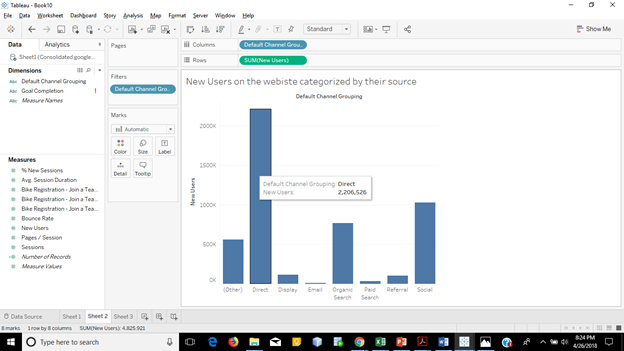 Tableau - Book10
File Data Worksheet Dashboard Story Analysis Map Format Server Window Help
Standard
Show Me
Data Analytics
Sheet1 (Consolidated google...
Dimensions
Abc Default Channel Grouping
Abc Goal Completion !
Abc Measure Names
Measures
% New Sessions
Avg. Session Duration
Bike Registration - Join a Tea...
Bike Registration - Join a Tea...
Bike Registration - Join a Tea...
Bounce Rate
New Users
Pages / Session
Sessions
Number of Records
Measure Values
Pages
Filters
Default Channel Gro...
Marks
Automatic
Color Size Label
Detail Tooltip
Columns Default Channel Grou...
Rows SUM(New Users)
New Users on the webiste categorized by their source
Default Channel Grouping
New Users
2000K
1500K
1000K
500K
0K
Default Channel Grouping: Direct
New Users: 2,206,526
(Other) Direct Display Email Organic Search Paid Search Referral Social
Data Source Sheet 1 Sheet 2 Sheet 3
8 marks 1 row by 8 columns SUM(New Users): 4,825,921
Type here to search
8:24 PM
4/26/2018